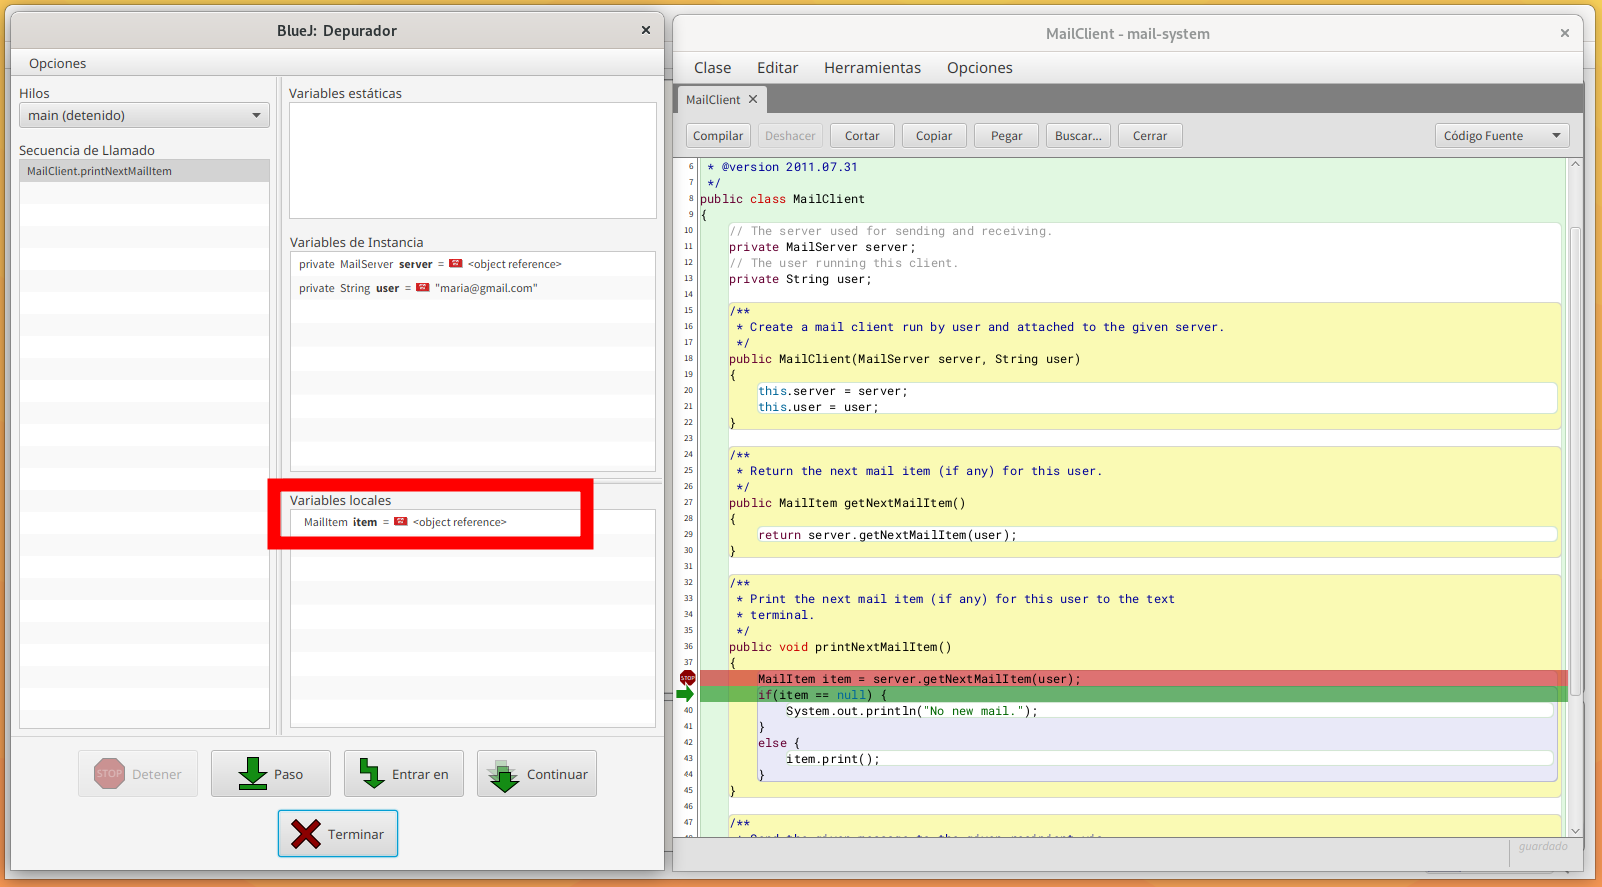 BlueJ: Depurador
Opciones
Hilos
main (detenido)
Secuencia de Llamado
MailClient.printNextMailItem
Variables estáticas
Variables de Instancia
private MailServer server = <object reference>
private String user = "maria@gmail.com"
Variables locales
MailItem item = <object reference>
STOP Detener
Paso
Entrar en
Continuar
Terminar
MailClient - mail-system
Clase Editar Herramientas Opciones
MailClient
Compilar Deshacer Cortar Copiar Pegar Buscar... Cerrar Código Fuente
6 * @version 2011.07.31
7 */
8 public class MailClient
9 {
10 // The server used for sending and receiving.
11 private MailServer server;
12 // The user running this client.
13 private String user;
14
15 /**
16 * Create a mail client run by user and attached to the given server.
17 */
18 public MailClient(MailServer server, String user)
19 {
20 this.server = server;
21 this.user = user;
22 }
23
24 /**
25 * Return the next mail item (if any) for this user.
26 */
27 public MailItem getNextMailItem()
28 {
29 return server.getNextMailItem(user);
30 }
31
32 /**
33 * Print the next mail item (if any) for this user to the text
34 * terminal.
35 */
36 public void printNextMailItem()
37 {
STOP MailItem item = server.getNextMailItem(user);
if(item == null) {
40 System.out.println("No new mail.");
41 }
42 else {
43 item.print();
44 }
45 }
46
47 /**
guardado